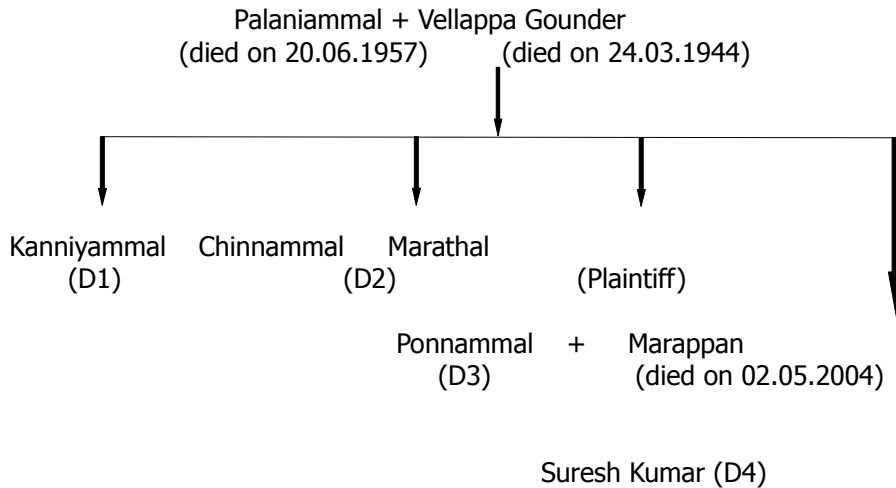 Palaniammal + Vellappa Gounder
(died on 20.06.1957) (died on 24.03.1944)
Kanniyammal Chinnammal Marathal
(D1) (D2) (Plaintiff)
Ponnammal + Marappan
(D3) (died on 02.05.2004)
Suresh Kumar (D4)